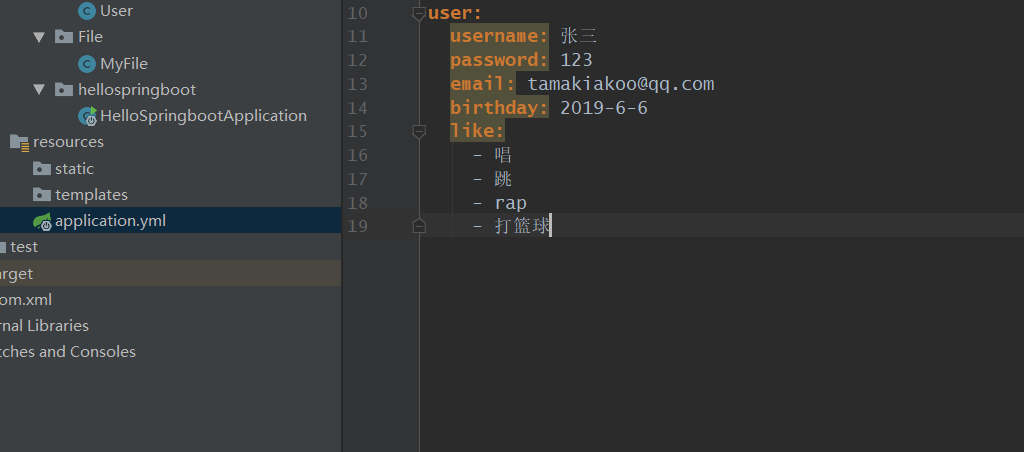 User
File
MyFile
hellospringboot
HelloSpringbootApplication
resources
static
templates
application.yml
test
arget
om.xml
rnal Libraries
tches and Consoles
10 user:
11 username: 张三
12 password: 123
13 email: tamakiakoo@qq.com
14 birthday: 2019-6-6
15 like:
16 - 唱
17 - 跳
18 - rap
19 - 打篮球